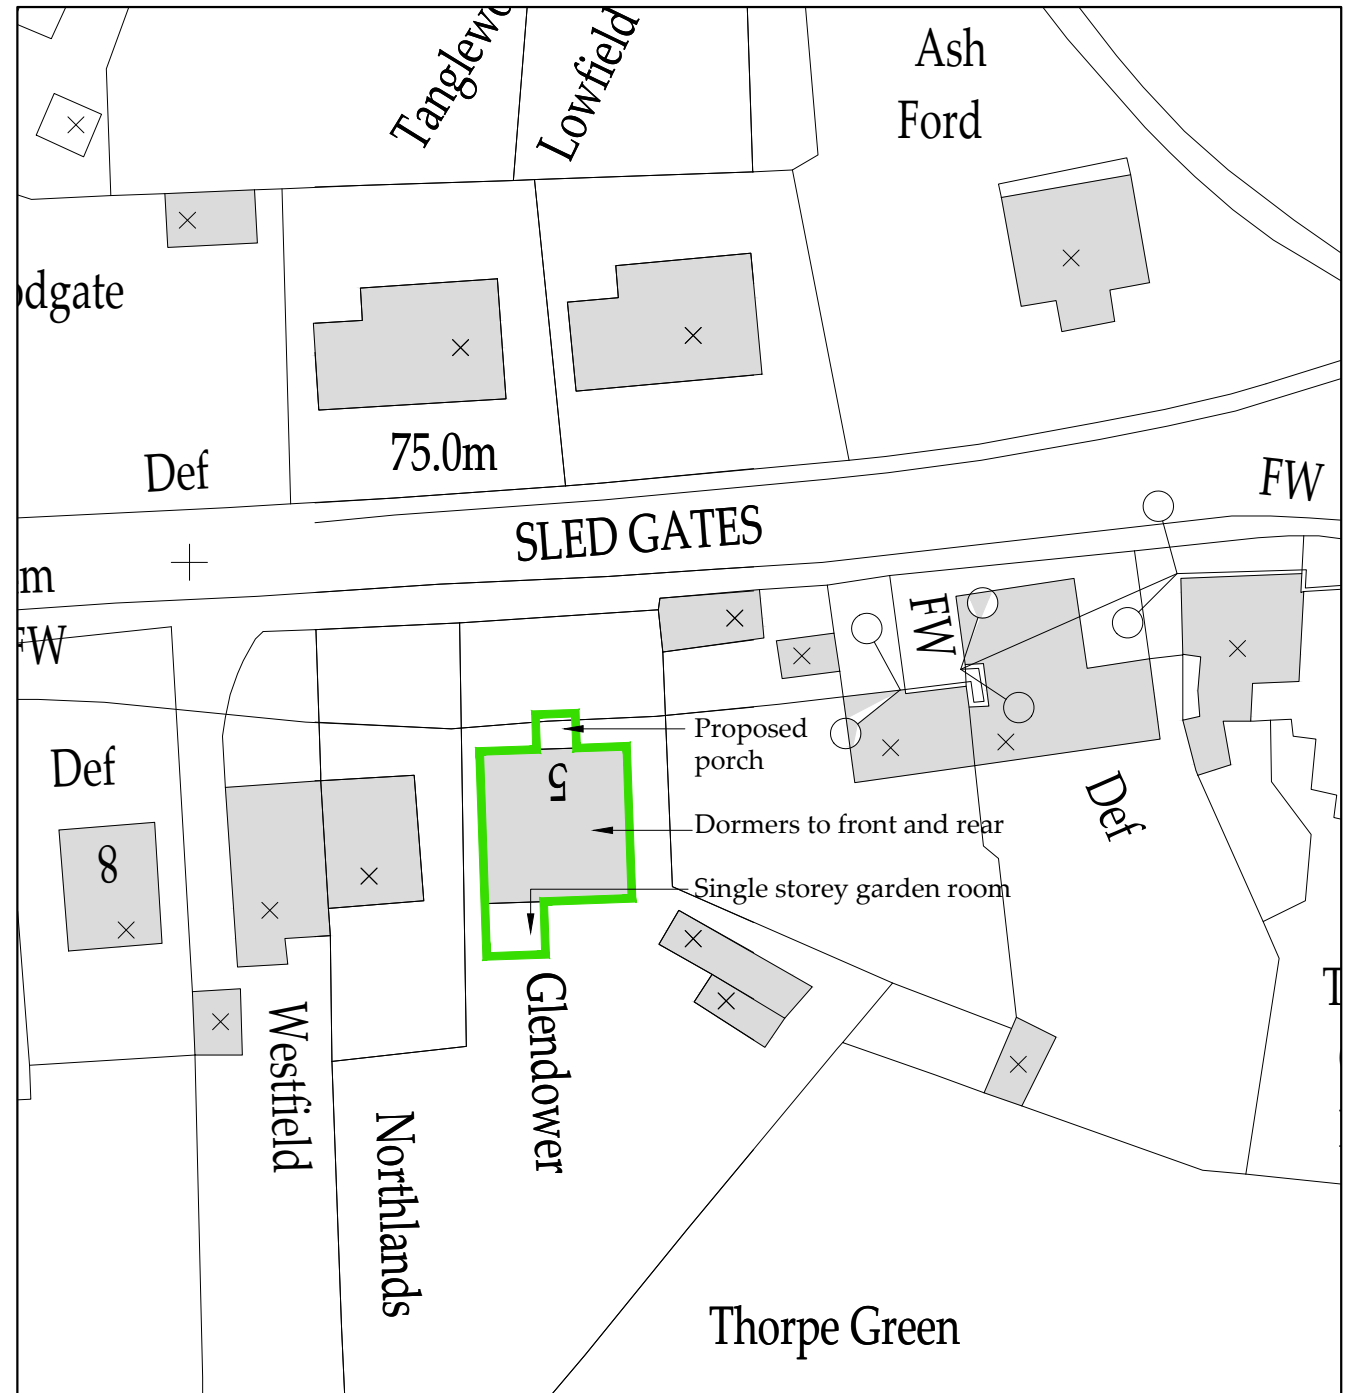 Lowfield
Ash
Ford
75.0m
Def
SLED GATES
FW
m
FW
FW
Def
5
8
Proposed
porch
Dormers to front and rear
Single storey garden room
Def
Westfield
Northlands
Glendower
Thorpe Green